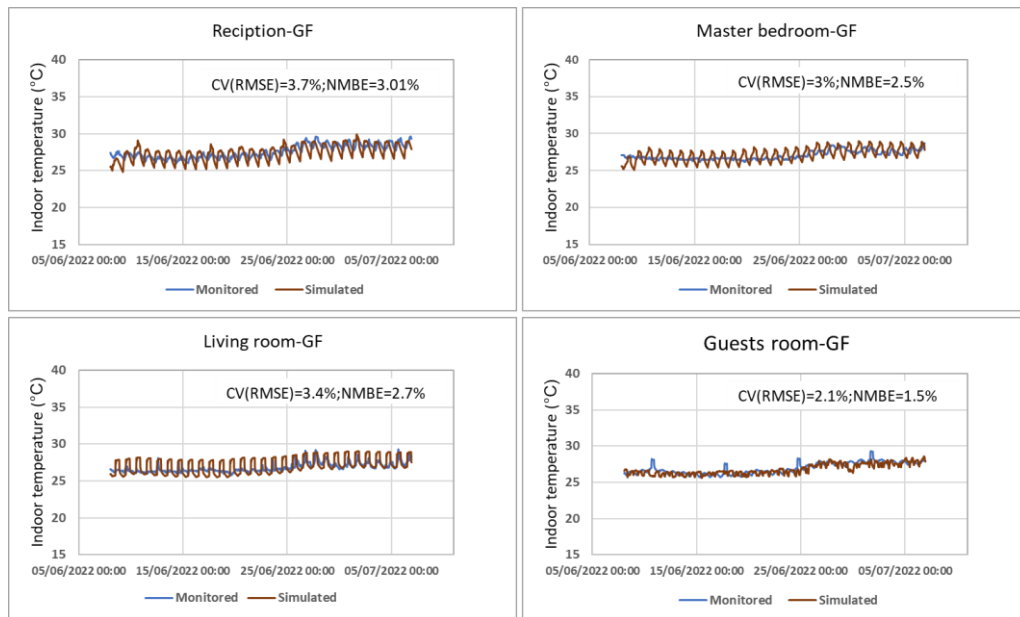 Reciption-GF
CV(RMSE)=3.7%;NMBE=3.01%
Indoor temperature (°C)
40
35
30
25
20
15
05/06/2022 00:00 15/06/2022 00:00 25/06/2022 00:00 05/07/2022 00:00
Monitored Simulated
Master bedroom-GF
CV(RMSE)=3%;NMBE=2.5%
Indoor temperature (°C)
40
35
30
25
20
15
05/06/2022 00:00 15/06/2022 00:00 25/06/2022 00:00 05/07/2022 00:00
Monitored Simulated
Living room-GF
CV(RMSE)=3.4%;NMBE=2.7%
Indoor temperature (°C)
40
35
30
25
20
15
05/06/2022 00:00 15/06/2022 00:00 25/06/2022 00:00 05/07/2022 00:00
Monitored Simulated
Guests room-GF
CV(RMSE)=2.1%;NMBE=1.5%
Indoor temperature (°C)
40
35
30
25
20
15
05/06/2022 00:00 15/06/2022 00:00 25/06/2022 00:00 05/07/2022 00:00
Monitored Simulated